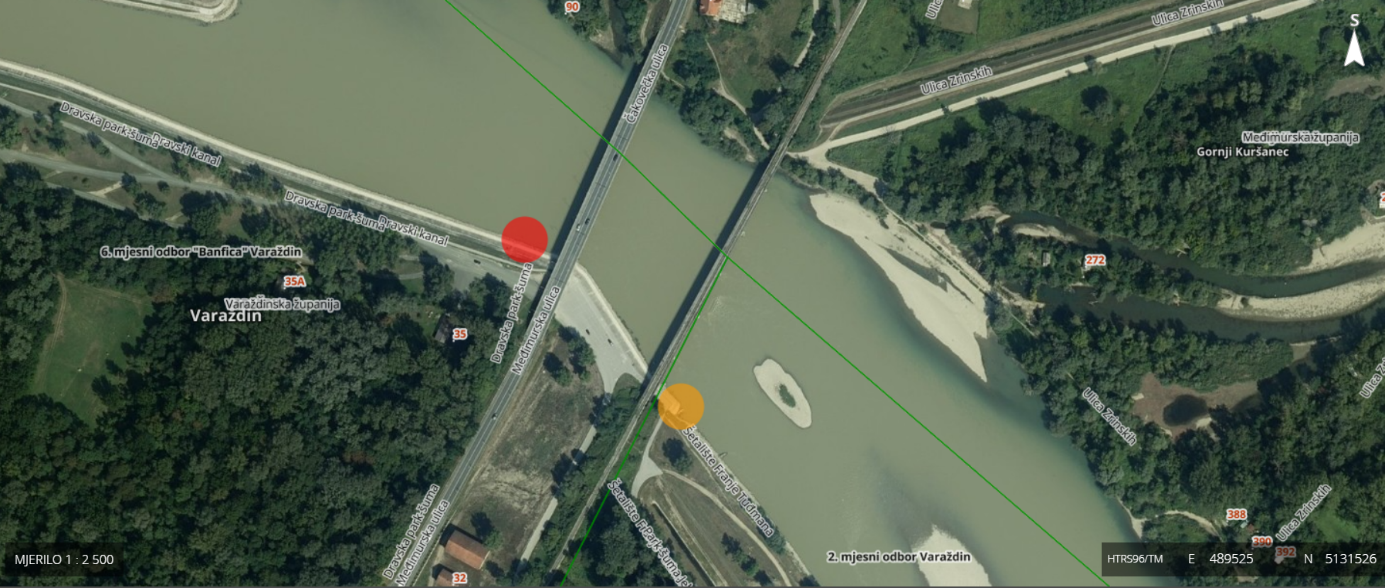 90
Ulica Zrinskih
S
Čakovečka ulica
Ulica Zrinskih
Dravska park-šuma
Dravski kanal
Međimurska županija
Gornji Kuršanec
Dravska park-šuma
Dravski kanal
6. mjesni odbor "Banfica" Varaždin
35A
272
Varaždinska županija
Varaždin
Dravska park-šuma
Međimurska ulica
35
Ulica Zrinskih
Šetalište Franje Tuđmana
Dravska park-šuma
Međimurska ulica
388
Ulica Zrinskih
390
392
2. mjesni odbor Varaždin
MJERILO 1 : 2 500
HTRS96/TM E 489525 N 5131526
32